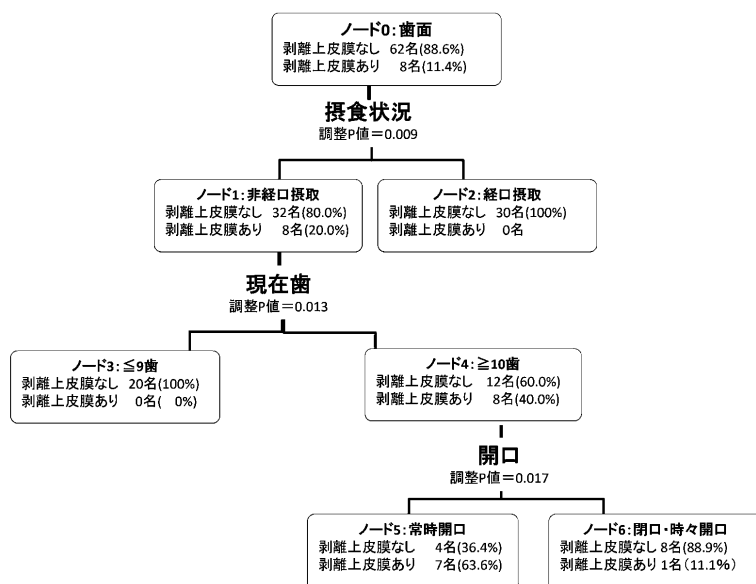 ノード0：歯面
剥離上皮膜なし 62名(88.6%)
剥離上皮膜あり 8名(11.4%)
摂食状況
調整P値＝0.009
ノード1：非経口摂取
剥離上皮膜なし 32名(80.0%)
剥離上皮膜あり 8名(20.0%)
ノード2：経口摂取
剥離上皮膜なし 30名(100%)
剥離上皮膜あり 0名
現在歯
調整P値＝0.013
ノード3：≦9歯
剥離上皮膜なし 20名(100%)
剥離上皮膜あり 0名( 0%)
ノード4：≧10歯
剥離上皮膜なし 12名(60.0%)
剥離上皮膜あり 8名(40.0%)
開口
調整P値＝0.017
ノード5：常時開口
剥離上皮膜なし 4名(36.4%)
剥離上皮膜あり 7名(63.6%)
ノード6：閉口・時々開口
剥離上皮膜なし 8名(88.9%)
剥離上皮膜あり 1名(11.1%)